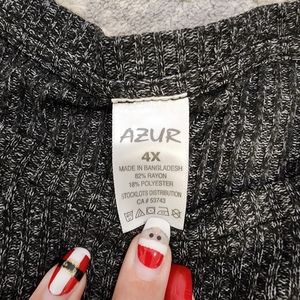 AZUR
4X
MADE IN BANGLADESH
82% RAYON
18% POLYESTER
STOCKLOTS DISTRIBUTION
CA # 53743